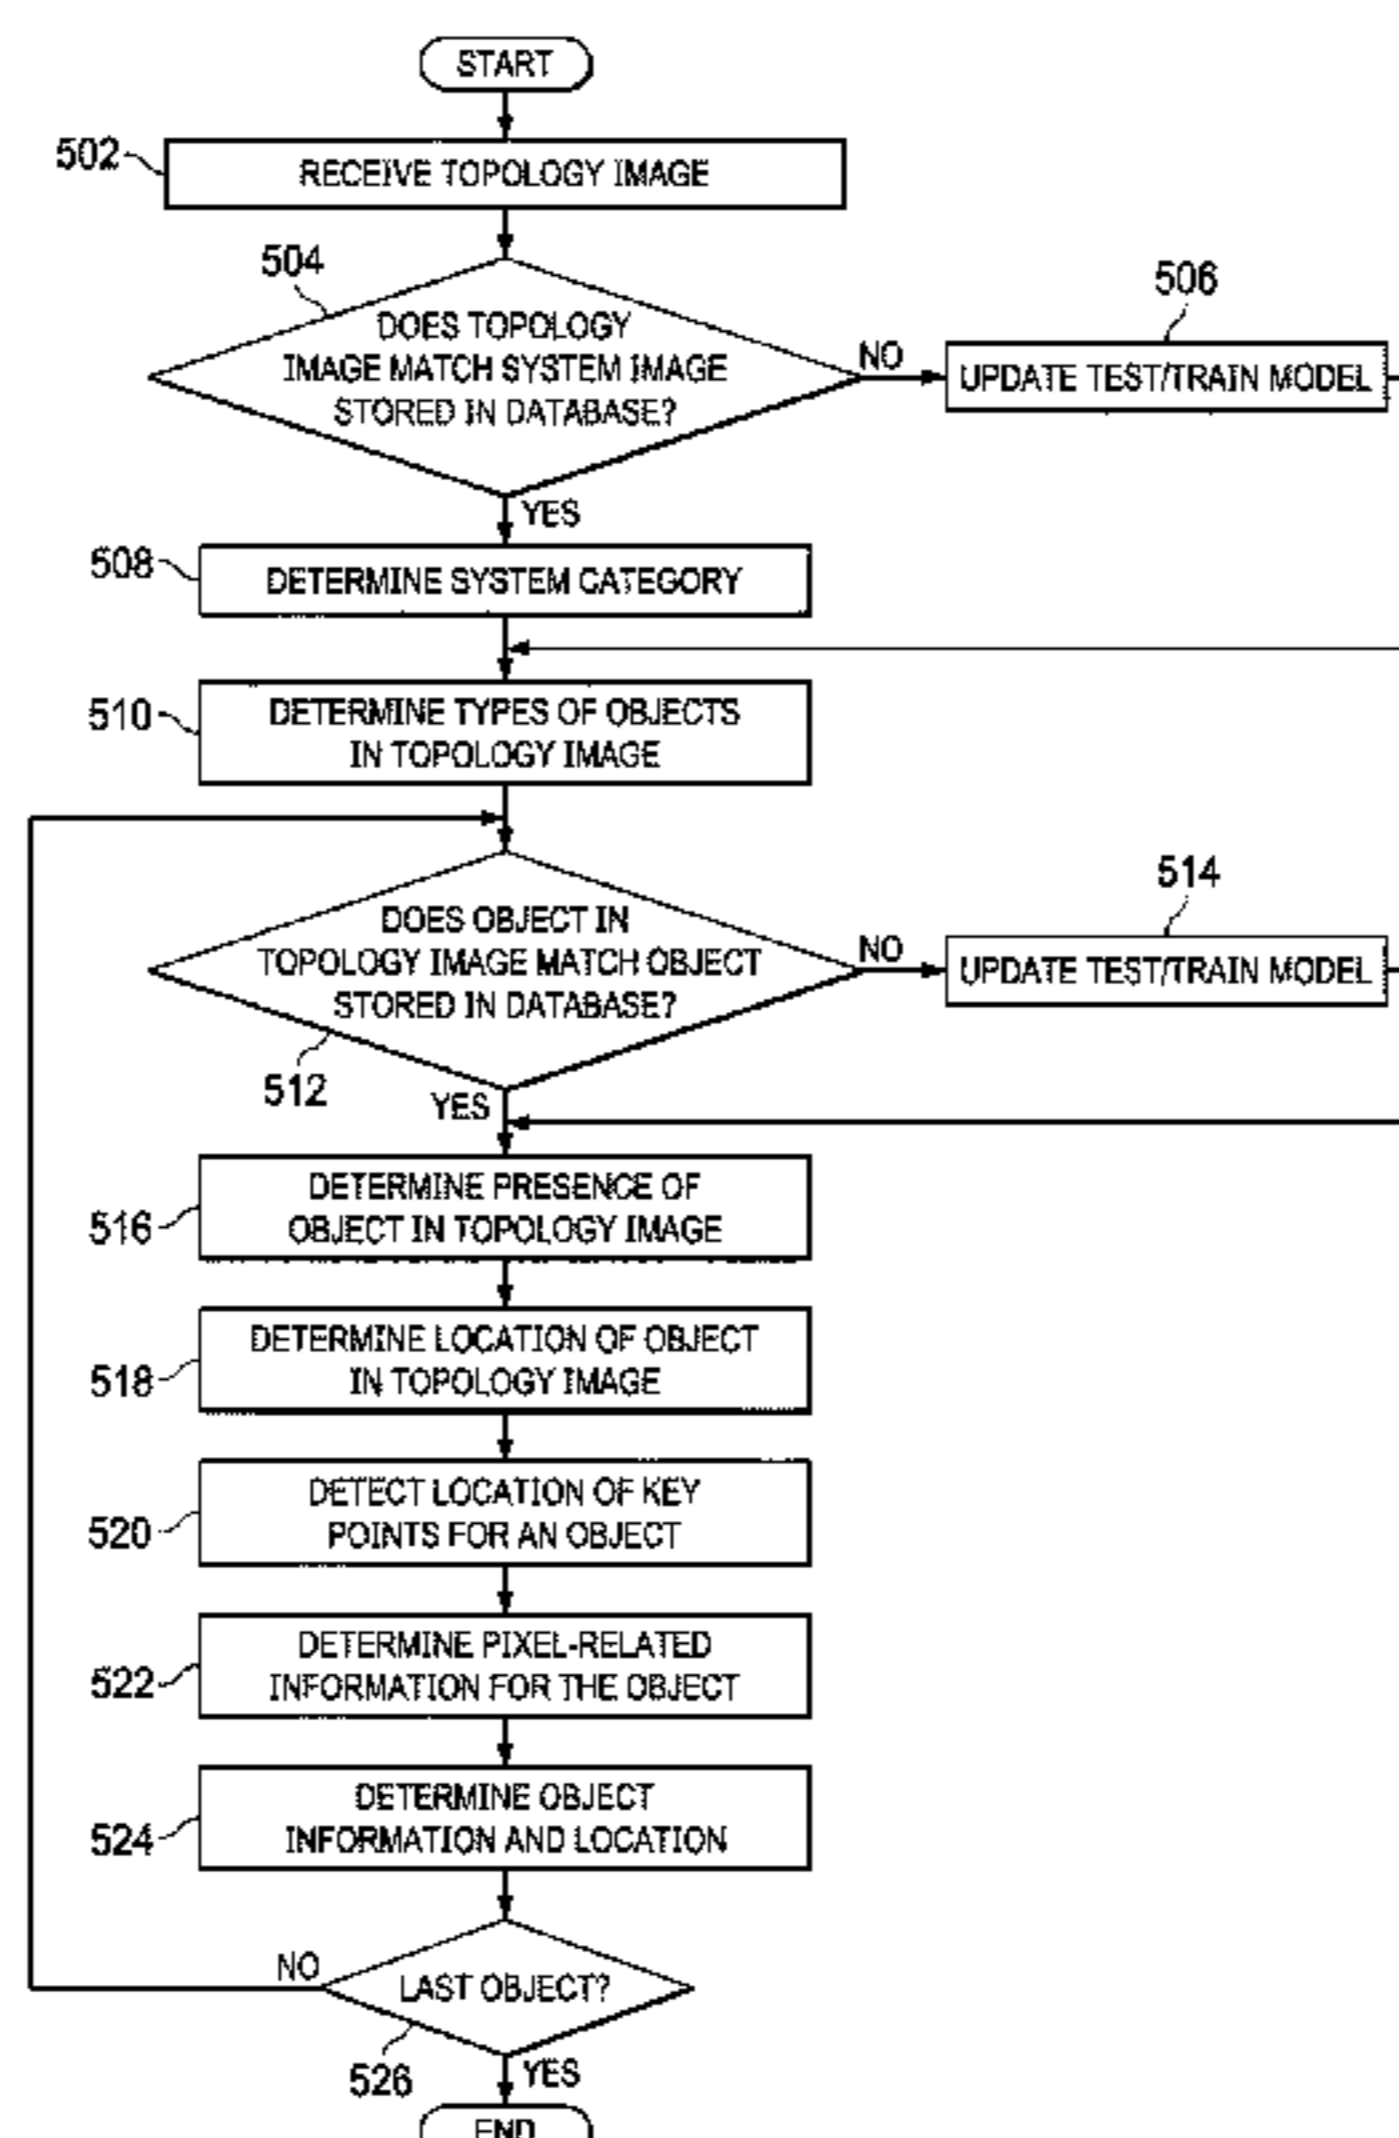 START
502
RECEIVE TOPOLOGY IMAGE
504
DOES TOPOLOGY
IMAGE MATCH SYSTEM IMAGE
STORED IN DATABASE?
NO
506
UPDATE TEST/TRAIN MODEL
YES
508
DETERMINE SYSTEM CATEGORY
510
DETERMINE TYPES OF OBJECTS
IN TOPOLOGY IMAGE
DOES OBJECT IN
TOPOLOGY IMAGE MATCH OBJECT
STORED IN DATABASE?
512
NO
514
UPDATE TEST/TRAIN MODEL
YES
516
DETERMINE PRESENCE OF
OBJECT IN TOPOLOGY IMAGE
518
DETERMINE LOCATION OF OBJECT
IN TOPOLOGY IMAGE
520
DETECT LOCATION OF KEY
POINTS FOR AN OBJECT
522
DETERMINE PIXEL-RELATED
INFORMATION FOR THE OBJECT
524
DETERMINE OBJECT
INFORMATION AND LOCATION
NO
LAST OBJECT?
526
YES
END